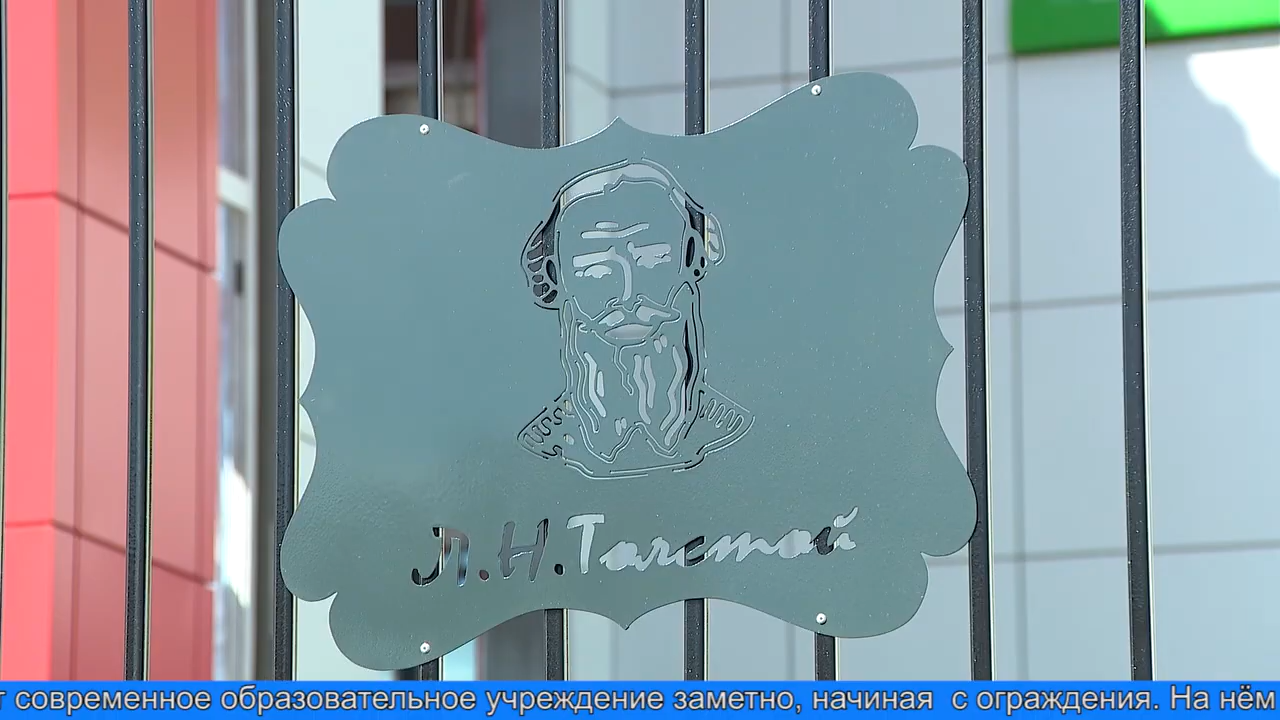 Л.Н.Толстой
современное образовательное учреждение заметно, начиная с ограждения. На нём